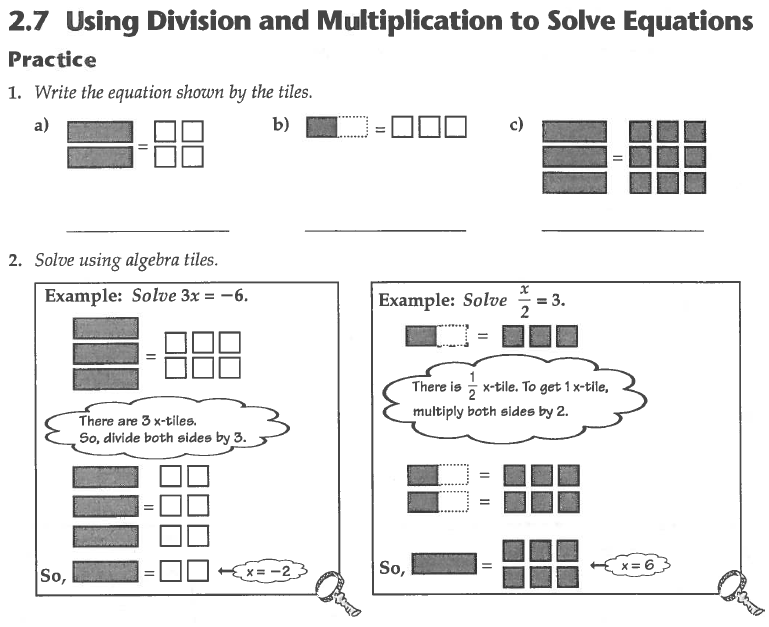 2.7 Using Division and Multiplication to Solve Equations
Practice
1. Write the equation shown by the tiles.
a) =
b) =
c) =
2. Solve using algebra tiles.
Example: Solve 3x = −6.
=
There are 3 x-tiles.
So, divide both sides by 3.
=
So, = x = −2
Example: Solve x/2 = 3.
=
There is 1/2 x-tile. To get 1 x-tile,
multiply both sides by 2.
=
=
So, = x = 6